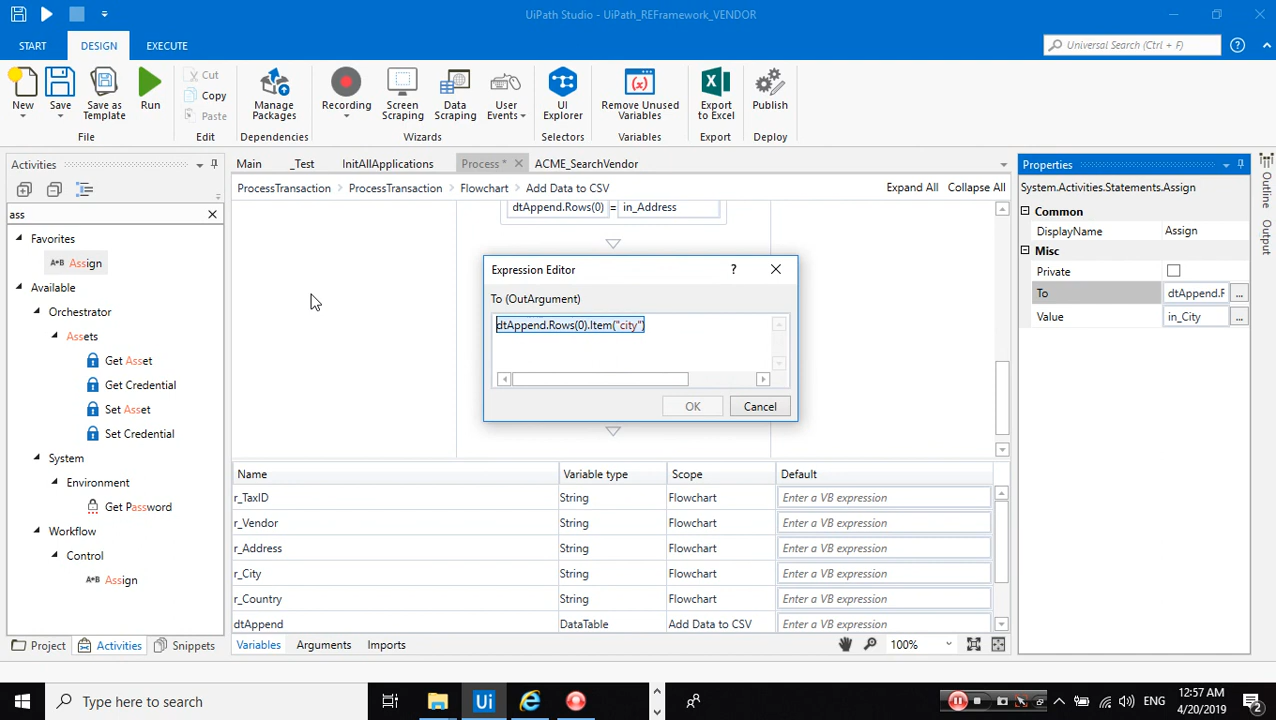 UiPath Studio - UiPath_REFramework_VENDOR
START DESIGN EXECUTE
Universal Search (Ctrl + F)
New Save Save as Template Run Cut Copy Paste Manage Packages Recording Screen Scraping Data Scraping User Events UI Explorer Remove Unused Variables Export to Excel Publish
File Edit Dependencies Wizards Selectors Variables Export Deploy
Activities
ass
Favorites
Assign
Available
Orchestrator
Assets
Get Asset
Get Credential
Set Asset
Set Credential
System
Environment
Get Password
Workflow
Control
Assign
Project Activities Snippets
Main _Test InitAllApplications Process * ACME_SearchVendor
ProcessTransaction ProcessTransaction Flowchart Add Data to CSV Expand All Collapse All
dtAppend.Rows(0) = in_Address
Expression Editor ?
To (OutArgument)
dtAppend.Rows(0).Item("city")
OK Cancel
Name Variable type Scope Default
r_TaxID String Flowchart Enter a VB expression
r_Vendor String Flowchart Enter a VB expression
r_Address String Flowchart Enter a VB expression
r_City String Flowchart Enter a VB expression
r_Country String Flowchart Enter a VB expression
dtAppend DataTable Add Data to CSV Enter a VB expression
Variables Arguments Imports 100%
Properties
System.Activities.Statements.Assign
Common
DisplayName Assign
Misc
Private
To dtAppend.R ...
Value in_City ...
Outline
Output
Type here to search
Ui
ENG
12:57 AM
4/20/2019
2